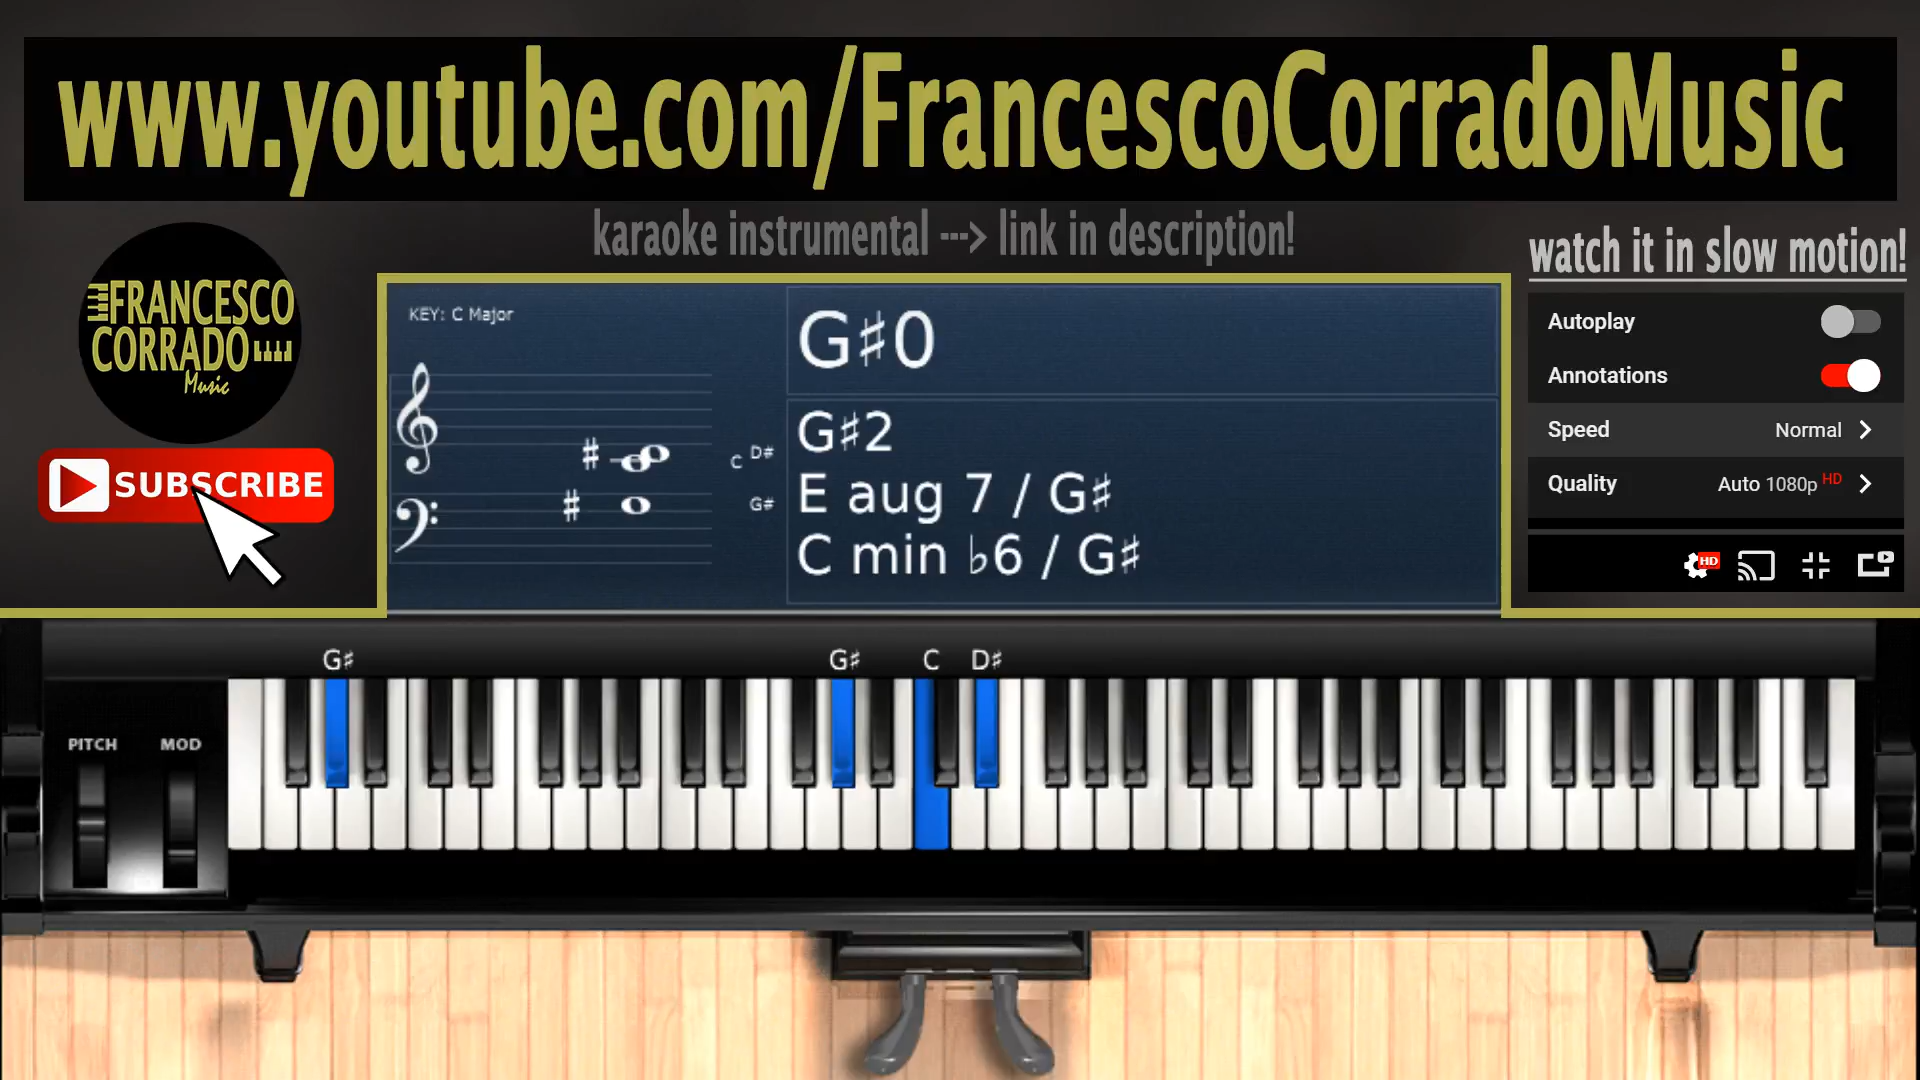 www.youtube.com/FrancescoCorradoMusic
karaoke instrumental ---> link in description!
watch it in slow motion!
FRANCESCO
CORRADO
Music
SUBSCRIBE
KEY: C Major
C D#
G#
G♯0
G♯2
E aug 7 / G♯
C min ♭6 / G♯
Autoplay
Annotations
Speed Normal
Quality Auto 1080p HD
HD
G♯ G♯ C D♯
PITCH MOD